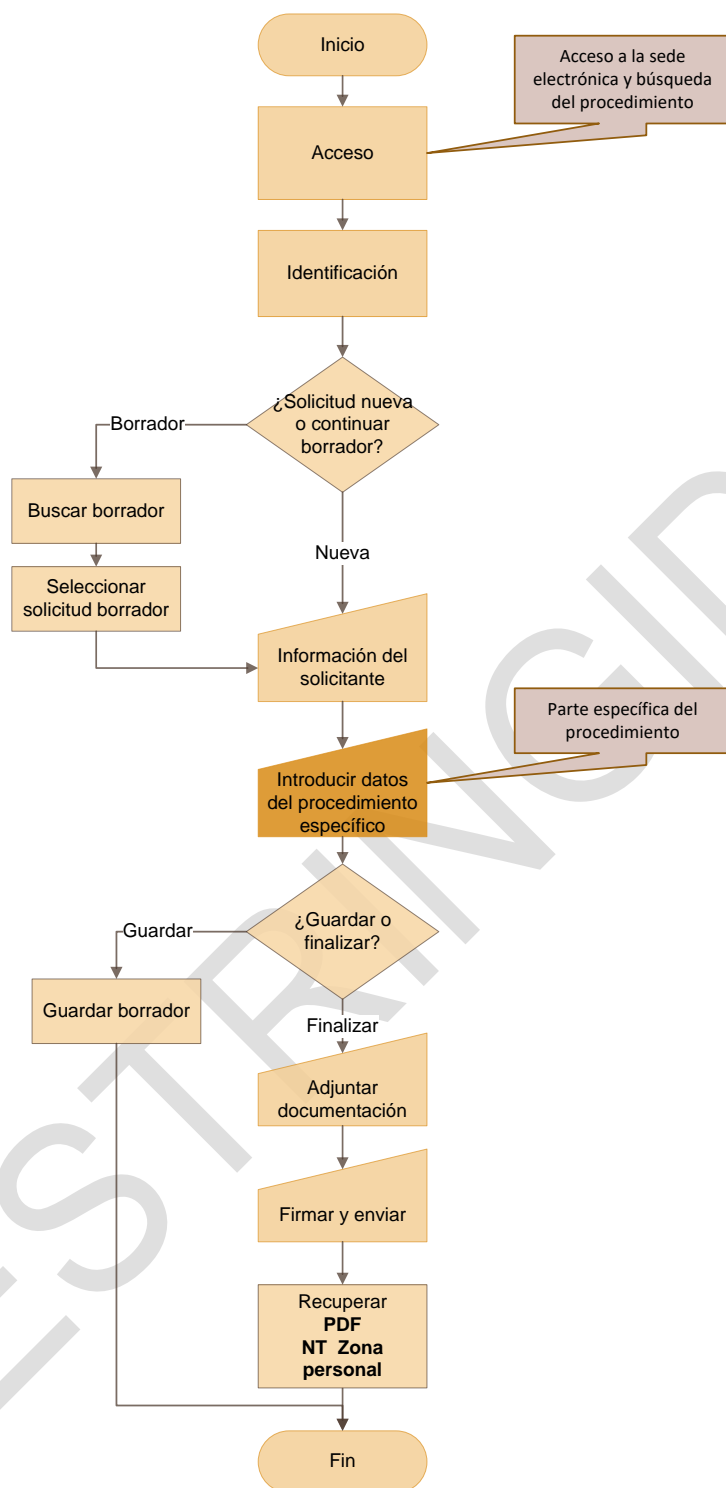 Inicio
Acceso a la sede
electrónica y búsqueda
del procedimiento
Acceso
Identificación
¿Solicitud nueva
o continuar
borrador?
Borrador
Buscar borrador
Nueva
Seleccionar
solicitud borrador
Información del
solicitante
Parte específica del
procedimiento
Introducir datos
del procedimiento
específico
¿Guardar o
finalizar?
Guardar
Guardar borrador
Finalizar
Adjuntar
documentación
Firmar y enviar
Recuperar
PDF
NT Zona
personal
Fin
ESTRINGID